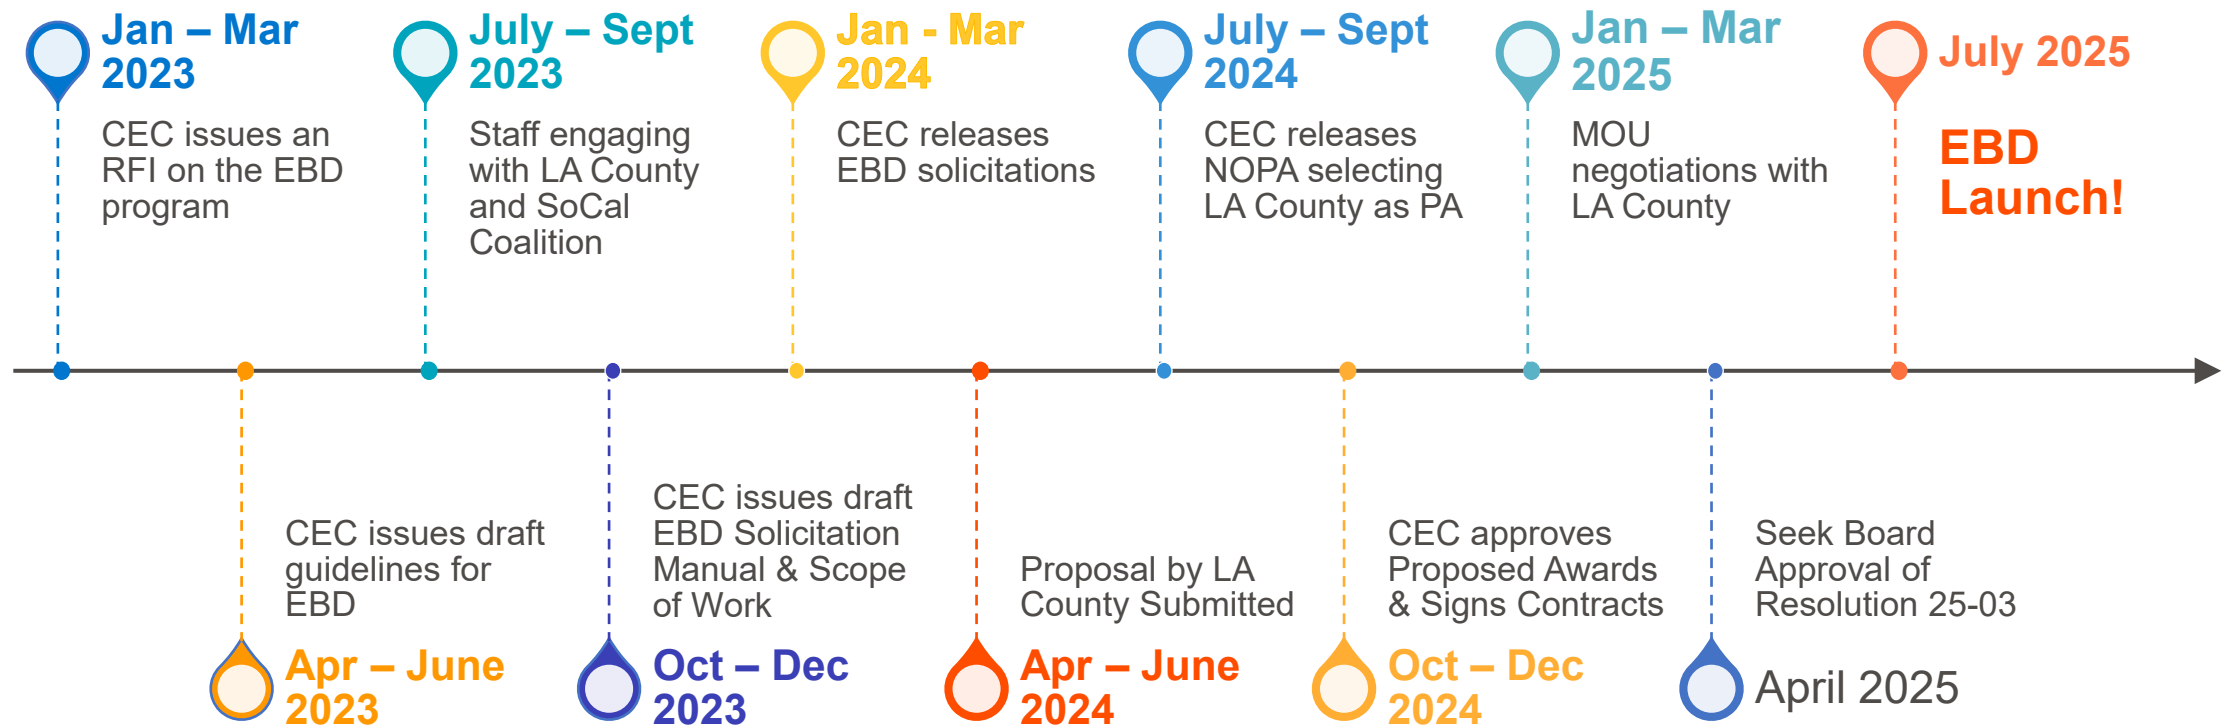 Jan – Mar
2023
CEC issues an
RFI on the EBD
program
July – Sept
2023
Staff engaging
with LA County
and SoCal
Coalition
Jan - Mar
2024
CEC releases
EBD solicitations
July – Sept
2024
CEC releases
NOPA selecting
LA County as PA
Jan – Mar
2025
MOU
negotiations with
LA County
July 2025
EBD
Launch!
CEC issues draft
guidelines for
EBD
Apr – June
2023
CEC issues draft
EBD Solicitation
Manual & Scope
of Work
Oct – Dec
2023
Proposal by LA
County Submitted
Apr – June
2024
CEC approves
Proposed Awards
& Signs Contracts
Oct – Dec
2024
Seek Board
Approval of
Resolution 25-03
April 2025